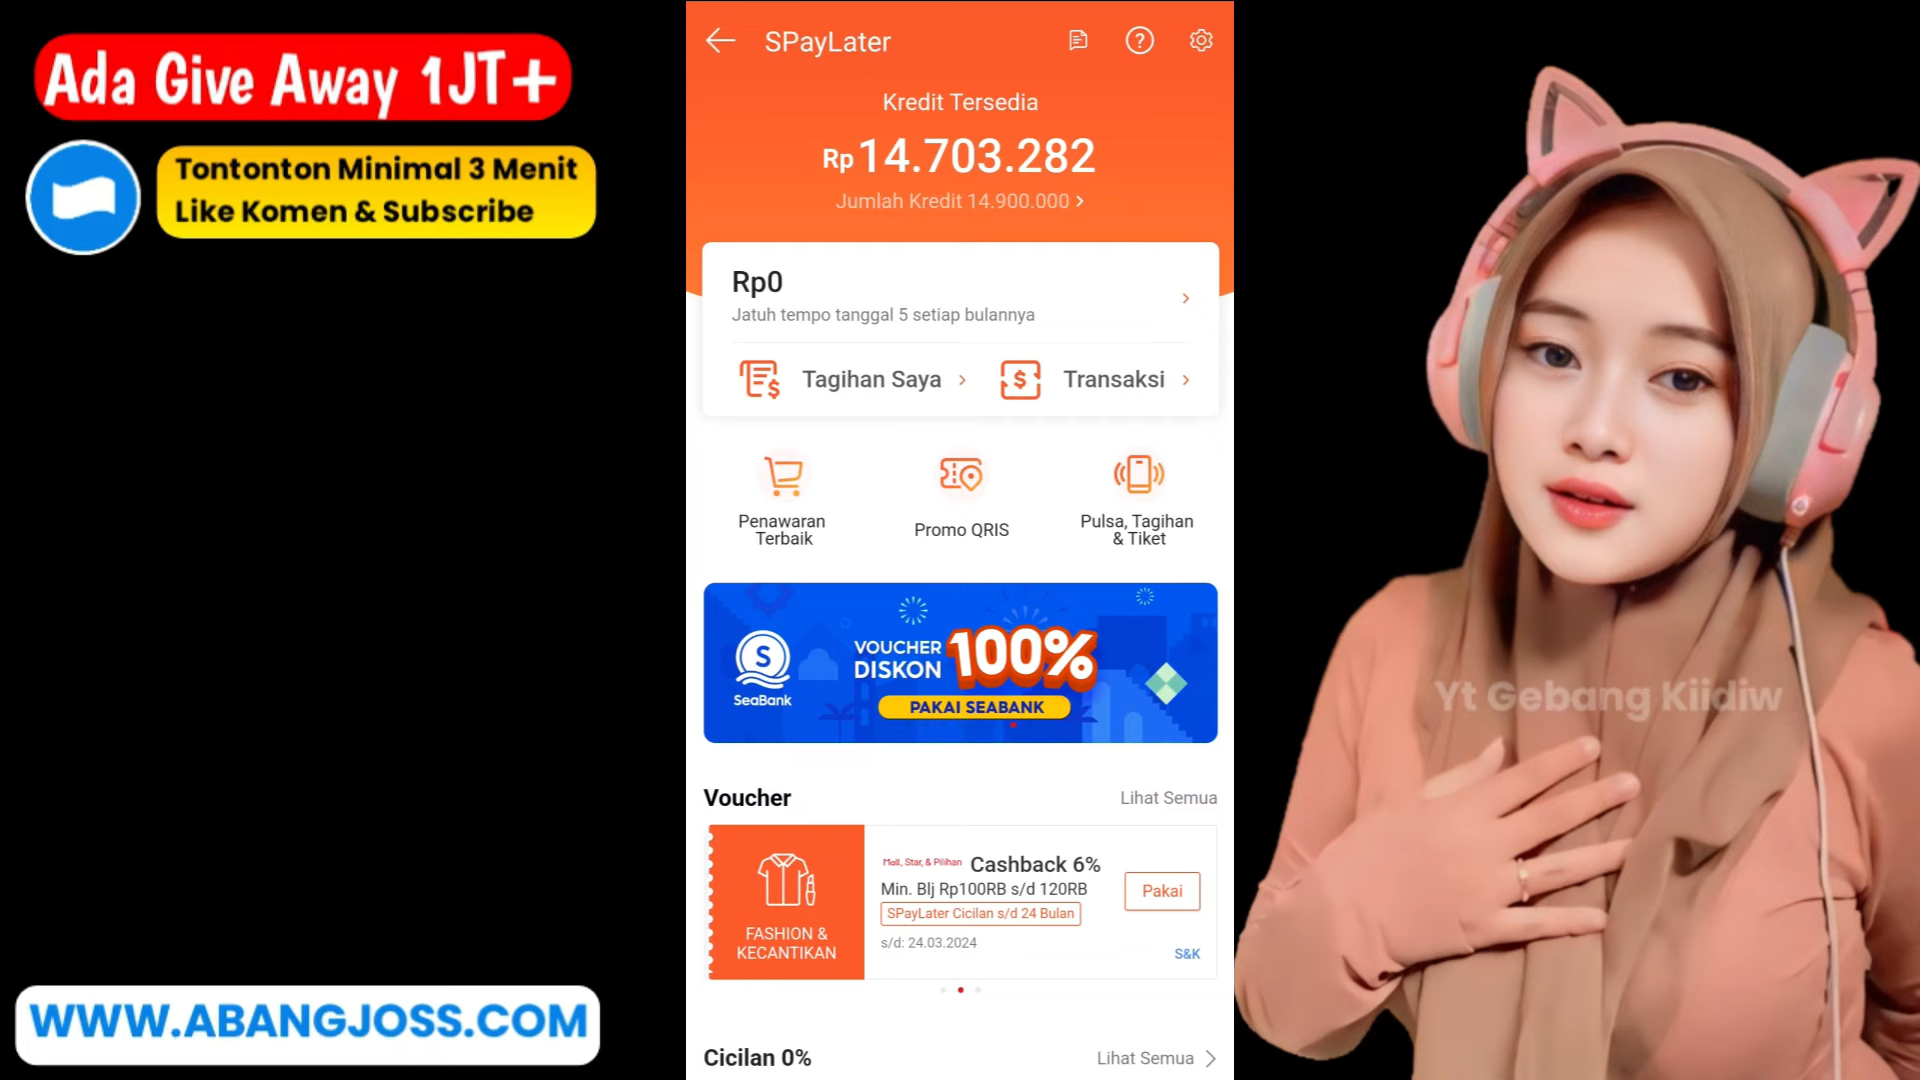 Ada Give Away 1JT+
Tontonton Minimal 3 Menit
Like Komen & Subscribe
WWW.ABANGJOSS.COM
SPayLater
?
Kredit Tersedia
Rp14.703.282
Jumlah Kredit 14.900.000 >
Rp0
Jatuh tempo tanggal 5 setiap bulannya
Tagihan Saya
Transaksi
Penawaran
Terbaik
Promo QRIS
Pulsa, Tagihan
& Tiket
S
SeaBank
VOUCHER
DISKON
100%
PAKAI SEABANK
Voucher
Lihat Semua
FASHION &
KECANTIKAN
Mall, Star, & Pilihan Cashback 6%
Min. Blj Rp100RB s/d 120RB
SPayLater Cicilan s/d 24 Bulan
s/d: 24.03.2024
Pakai
S&K
Cicilan 0%
Lihat Semua
Yt Gebang Kiidiw